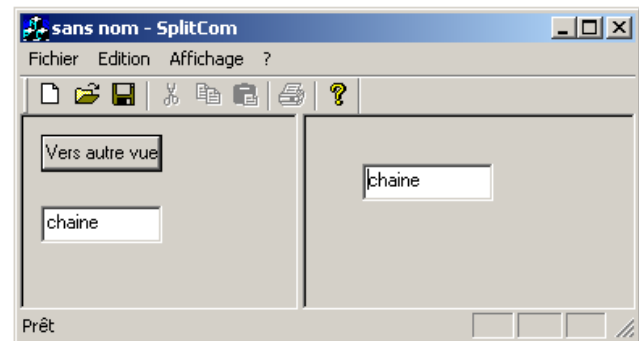 sans nom - SplitCom
Fichier Edition Affichage ?
Vers autre vue
chaine
chaine
Prêt